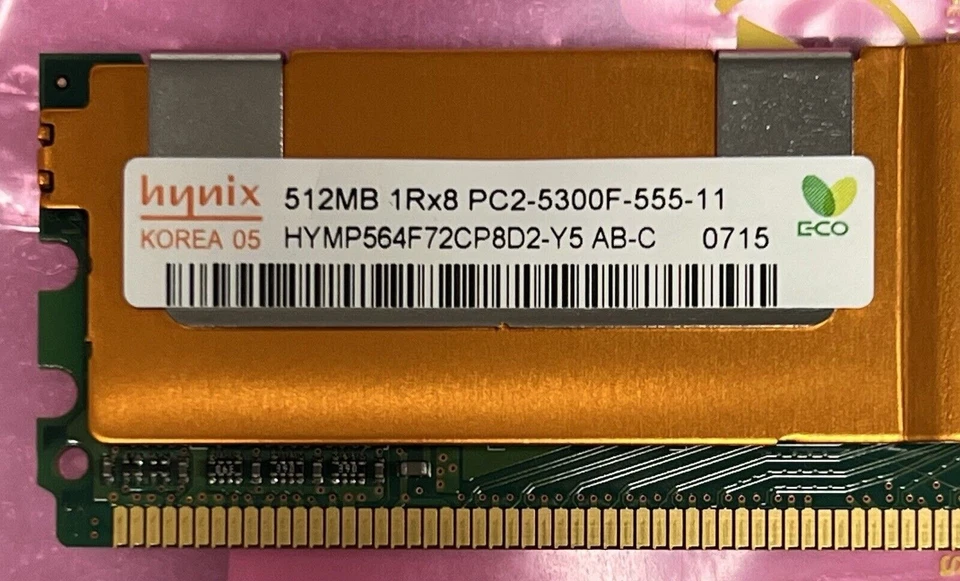 hynix 512MB 1Rx8 PC2-5300F-555-11
KOREA 05 HYMP564F72CP8D2-Y5 AB-C 0715
ECO